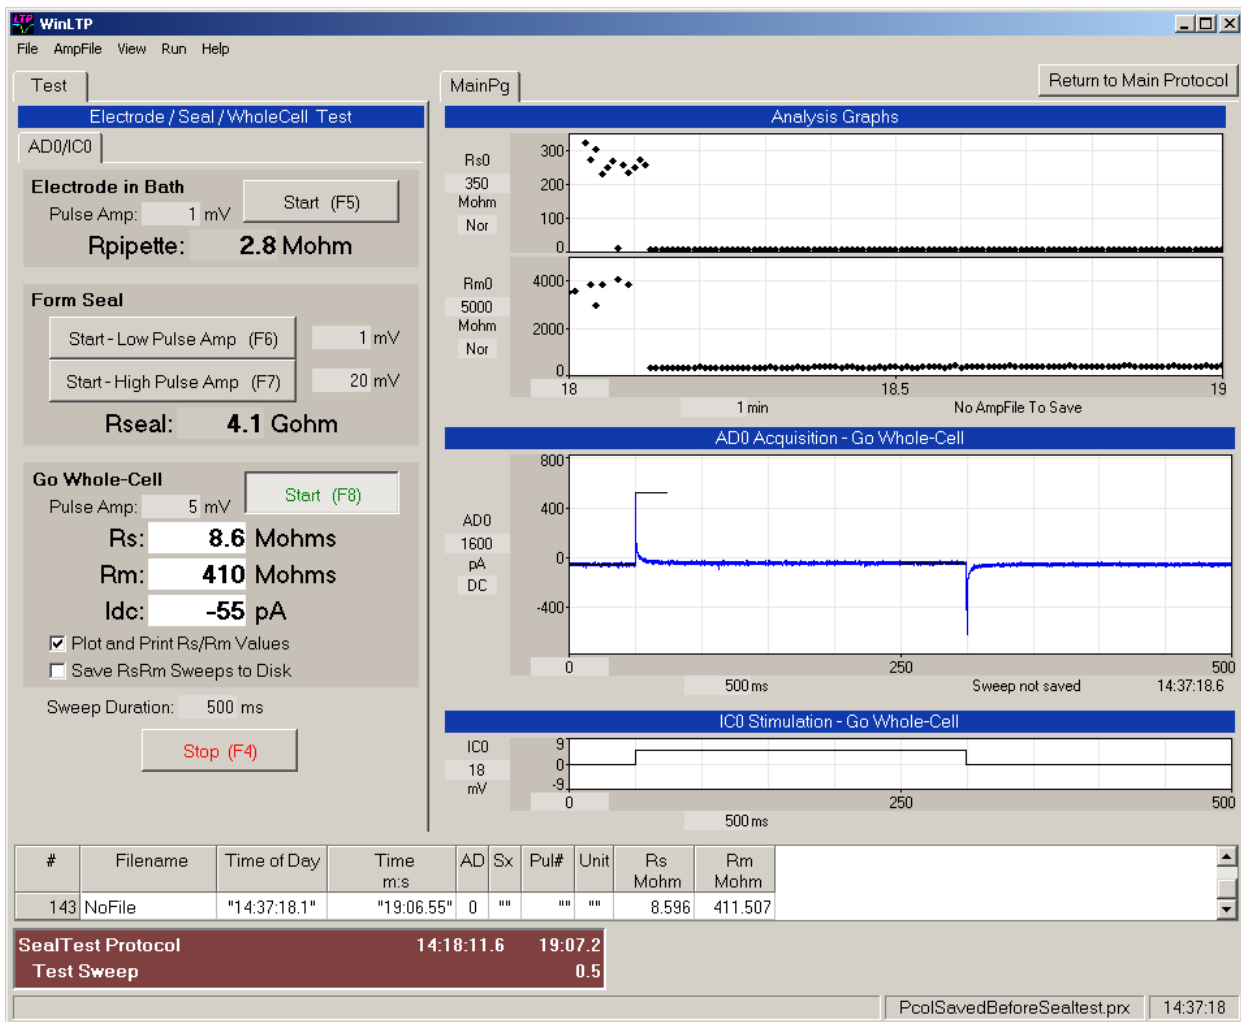 LTP WinLTP
File AmpFile View Run Help
Test
Electrode / Seal / WholeCell Test
AD0/IC0
Electrode in Bath
Pulse Amp: 1 mV
Start (F5)
Rpipette: 2.8 Mohm
Form Seal
Start - Low Pulse Amp (F6) 1 mV
Start - High Pulse Amp (F7) 20 mV
Rseal: 4.1 Gohm
Go Whole-Cell
Pulse Amp: 5 mV
Start (F8)
Rs: 8.6 Mohms
Rm: 410 Mohms
Idc: -55 pA
Plot and Print Rs/Rm Values
Save RsRm Sweeps to Disk
Sweep Duration: 500 ms
Stop (F4)
MainPg
Return to Main Protocol
Analysis Graphs
Rs0
350
Mohm
Nor
300
200
100
0
Rm0
5000
Mohm
Nor
4000
2000
0
18 18.5 19
1 min No AmpFile To Save
AD0 Acquisition - Go Whole-Cell
AD0
1600
pA
DC
800
400
0
-400
0 250 500
500 ms Sweep not saved 14:37:18.6
IC0 Stimulation - Go Whole-Cell
IC0
18
mV
9
0
-9
0 250 500
500 ms
# Filename Time of Day Time m:s AD Sx Pul# Unit Rs Mohm Rm Mohm
143 NoFile "14:37:18.1" "19:06.55" 0 "" "" "" 8.596 411.507
SealTest Protocol 14:18:11.6 19:07.2
Test Sweep 0.5
PcolSavedBeforeSealtest.prx 14:37:18